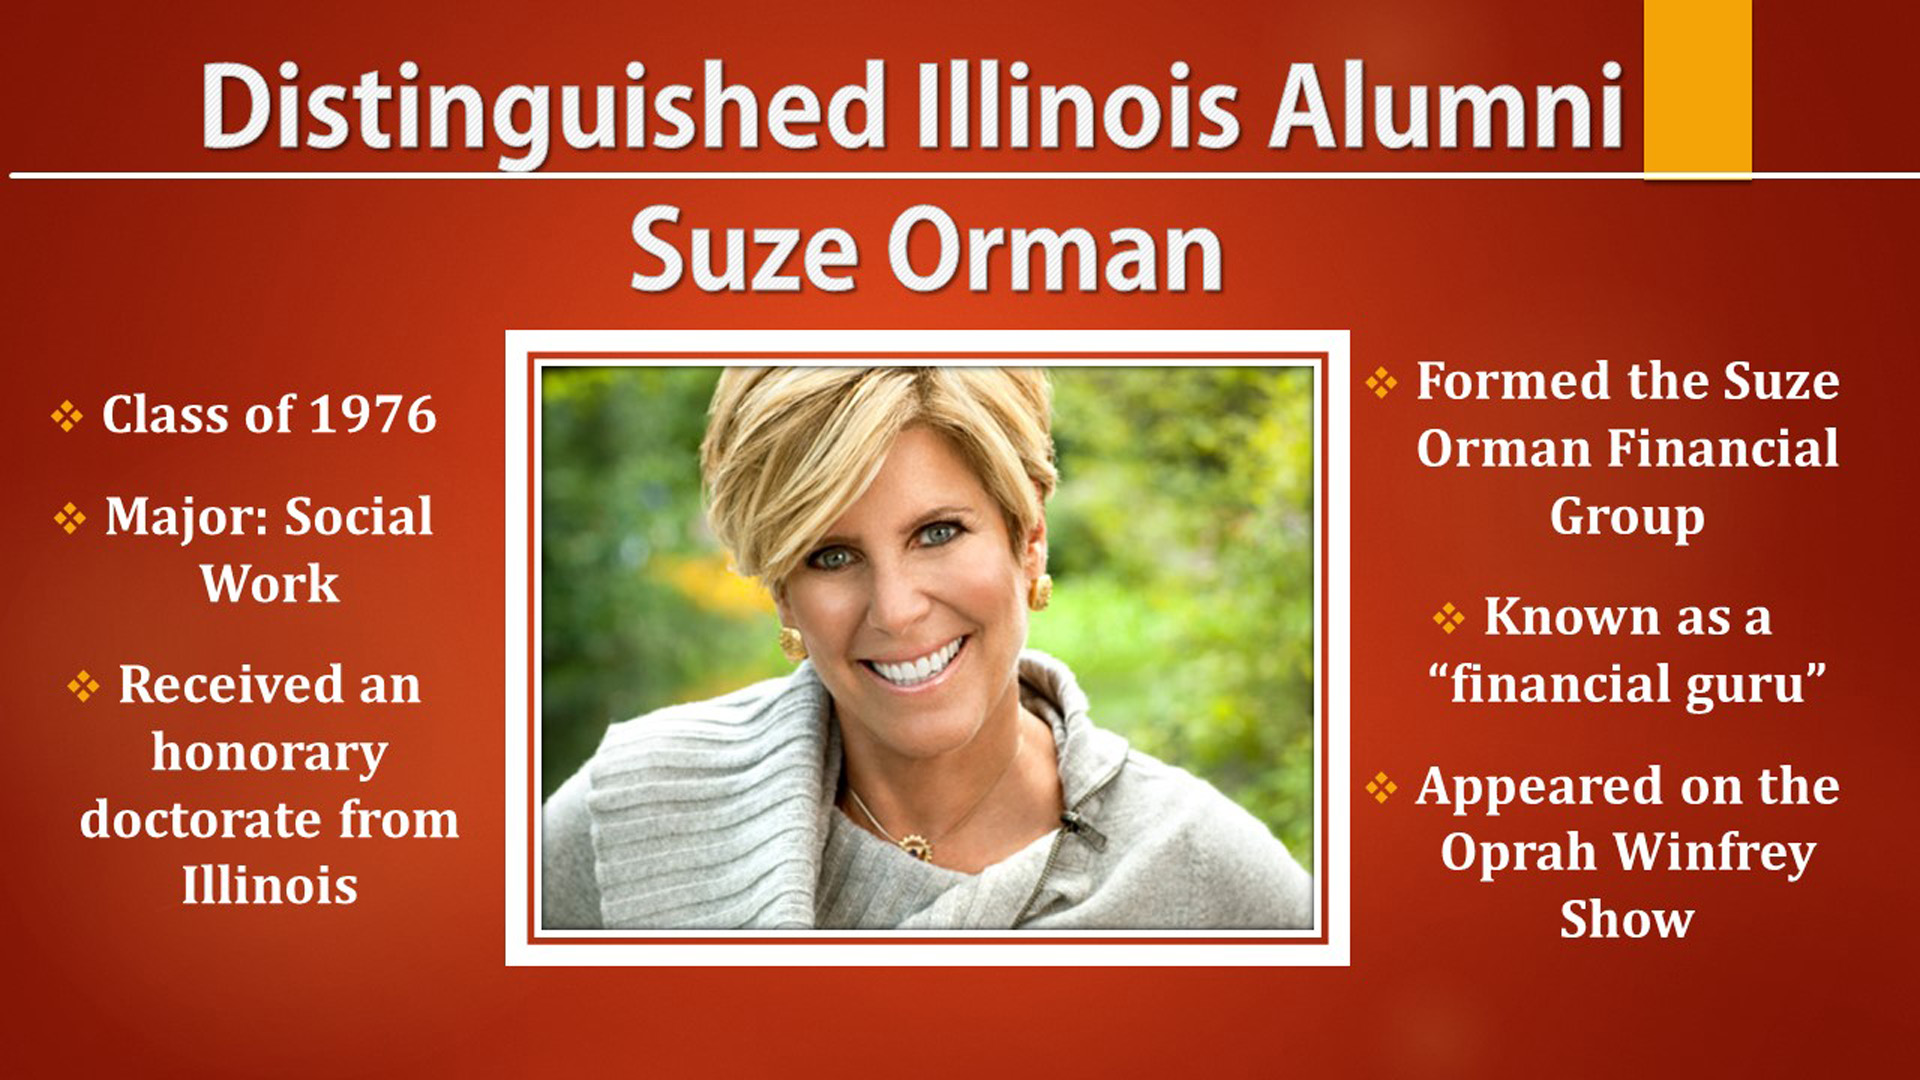 Distinguished Illinois Alumni
Suze Orman
❖ Class of 1976
❖ Major: Social
Work
❖ Received an
honorary
doctorate from
Illinois
❖ Formed the Suze
Orman Financial
Group
❖ Known as a
“financial guru”
❖ Appeared on the
Oprah Winfrey
Show